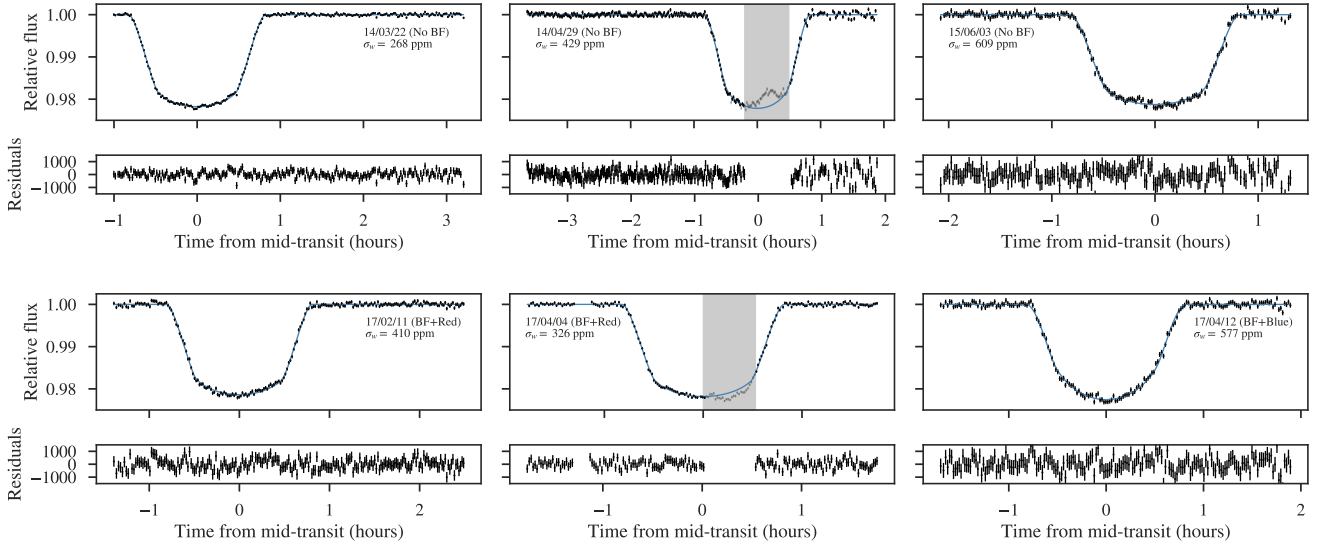 14/03/22 (No BF)
σw = 268 ppm
14/04/29 (No BF)
σw = 429 ppm
15/06/03 (No BF)
σw = 609 ppm
Relative flux
1.00
0.99
0.98
Residuals
1000
−1000
−1 0 1 2 3
−3 −2 −1 0 1 2
−2 −1 0 1
Time from mid-transit (hours)
Time from mid-transit (hours)
Time from mid-transit (hours)
17/02/11 (BF+Red)
σw = 410 ppm
17/04/04 (BF+Red)
σw = 326 ppm
17/04/12 (BF+Blue)
σw = 577 ppm
Relative flux
1.00
0.99
0.98
Residuals
1000
0
−1000
−1 0 1 2
−1 0 1
−1 0 1 2
Time from mid-transit (hours)
Time from mid-transit (hours)
Time from mid-transit (hours)